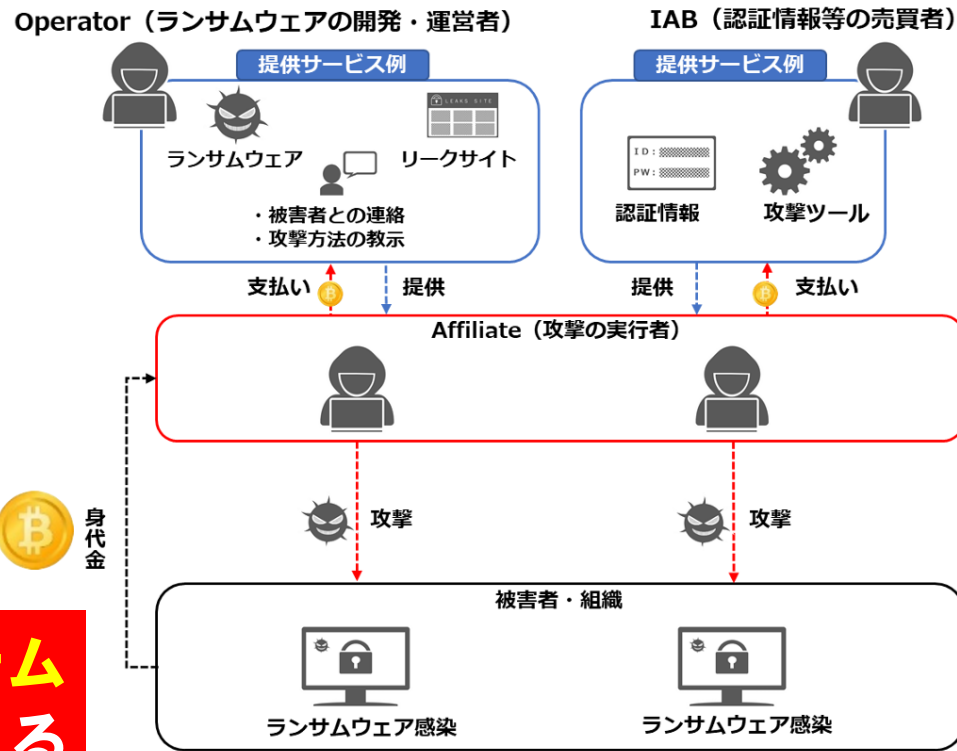 Operator（ランサムウェアの開発・運営者）
IAB（認証情報等の売買者）
提供サービス例
LEAKS SITE
ランサムウェア
リークサイト
・被害者との連絡
・攻撃方法の教示
提供サービス例
ID:
PW:
認証情報
攻撃ツール
支払い
提供
提供
支払い
Affiliate（攻撃の実行者）
身代金
攻撃
攻撃
被害者・組織
ランサムウェア感染
ランサムウェア感染
ム
る